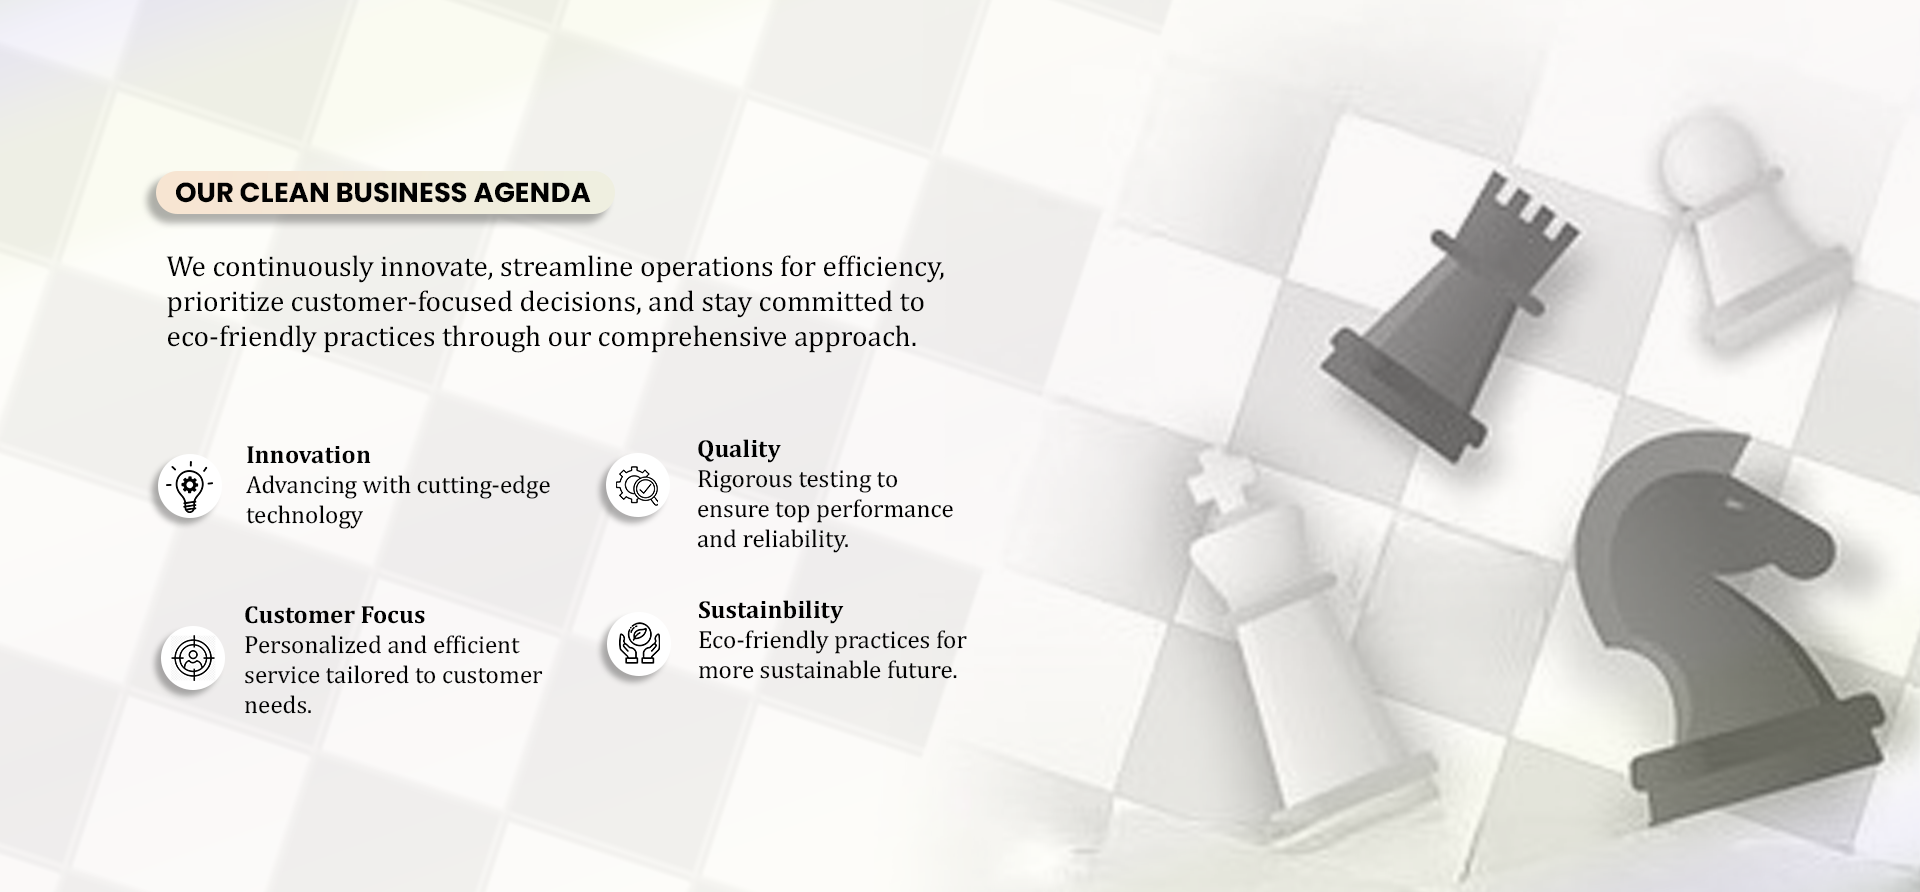 OUR CLEAN BUSINESS AGENDA
We continuously innovate, streamline operations for efficiency,
prioritize customer-focused decisions, and stay committed to
eco-friendly practices through our comprehensive approach.
Innovation
Advancing with cutting-edge
technology
Quality
Rigorous testing to
ensure top performance
and reliability.
Customer Focus
Personalized and efficient
service tailored to customer
needs.
Sustainbility
Eco-friendly practices for
more sustainable future.